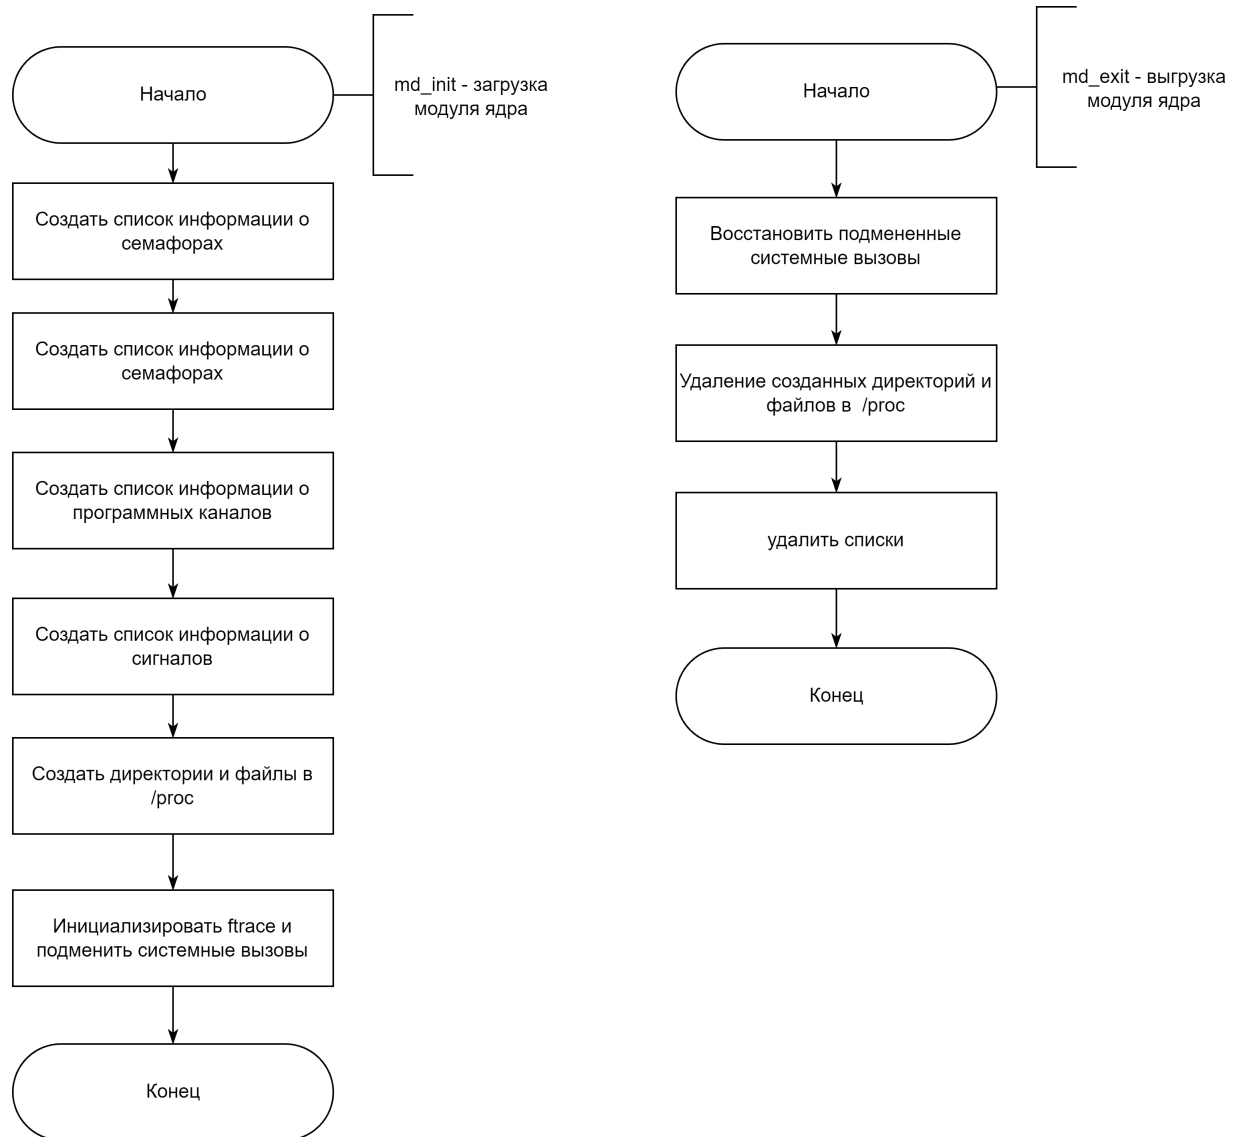 Начало
md_init - загрузка
модуля ядра
Создать список информации о
семафорах
Создать список информации о
семафорах
Создать список информации о
программных каналов
Создать список информации о
сигналов
Создать директории и файлы в
/proc
Инициализировать ftrace и
подменить системные вызовы
Конец
Начало
md_exit - выгрузка
модуля ядра
Восстановить подмененные
системные вызовы
Удаление созданных директорий и
файлов в  /proc
удалить списки
Конец